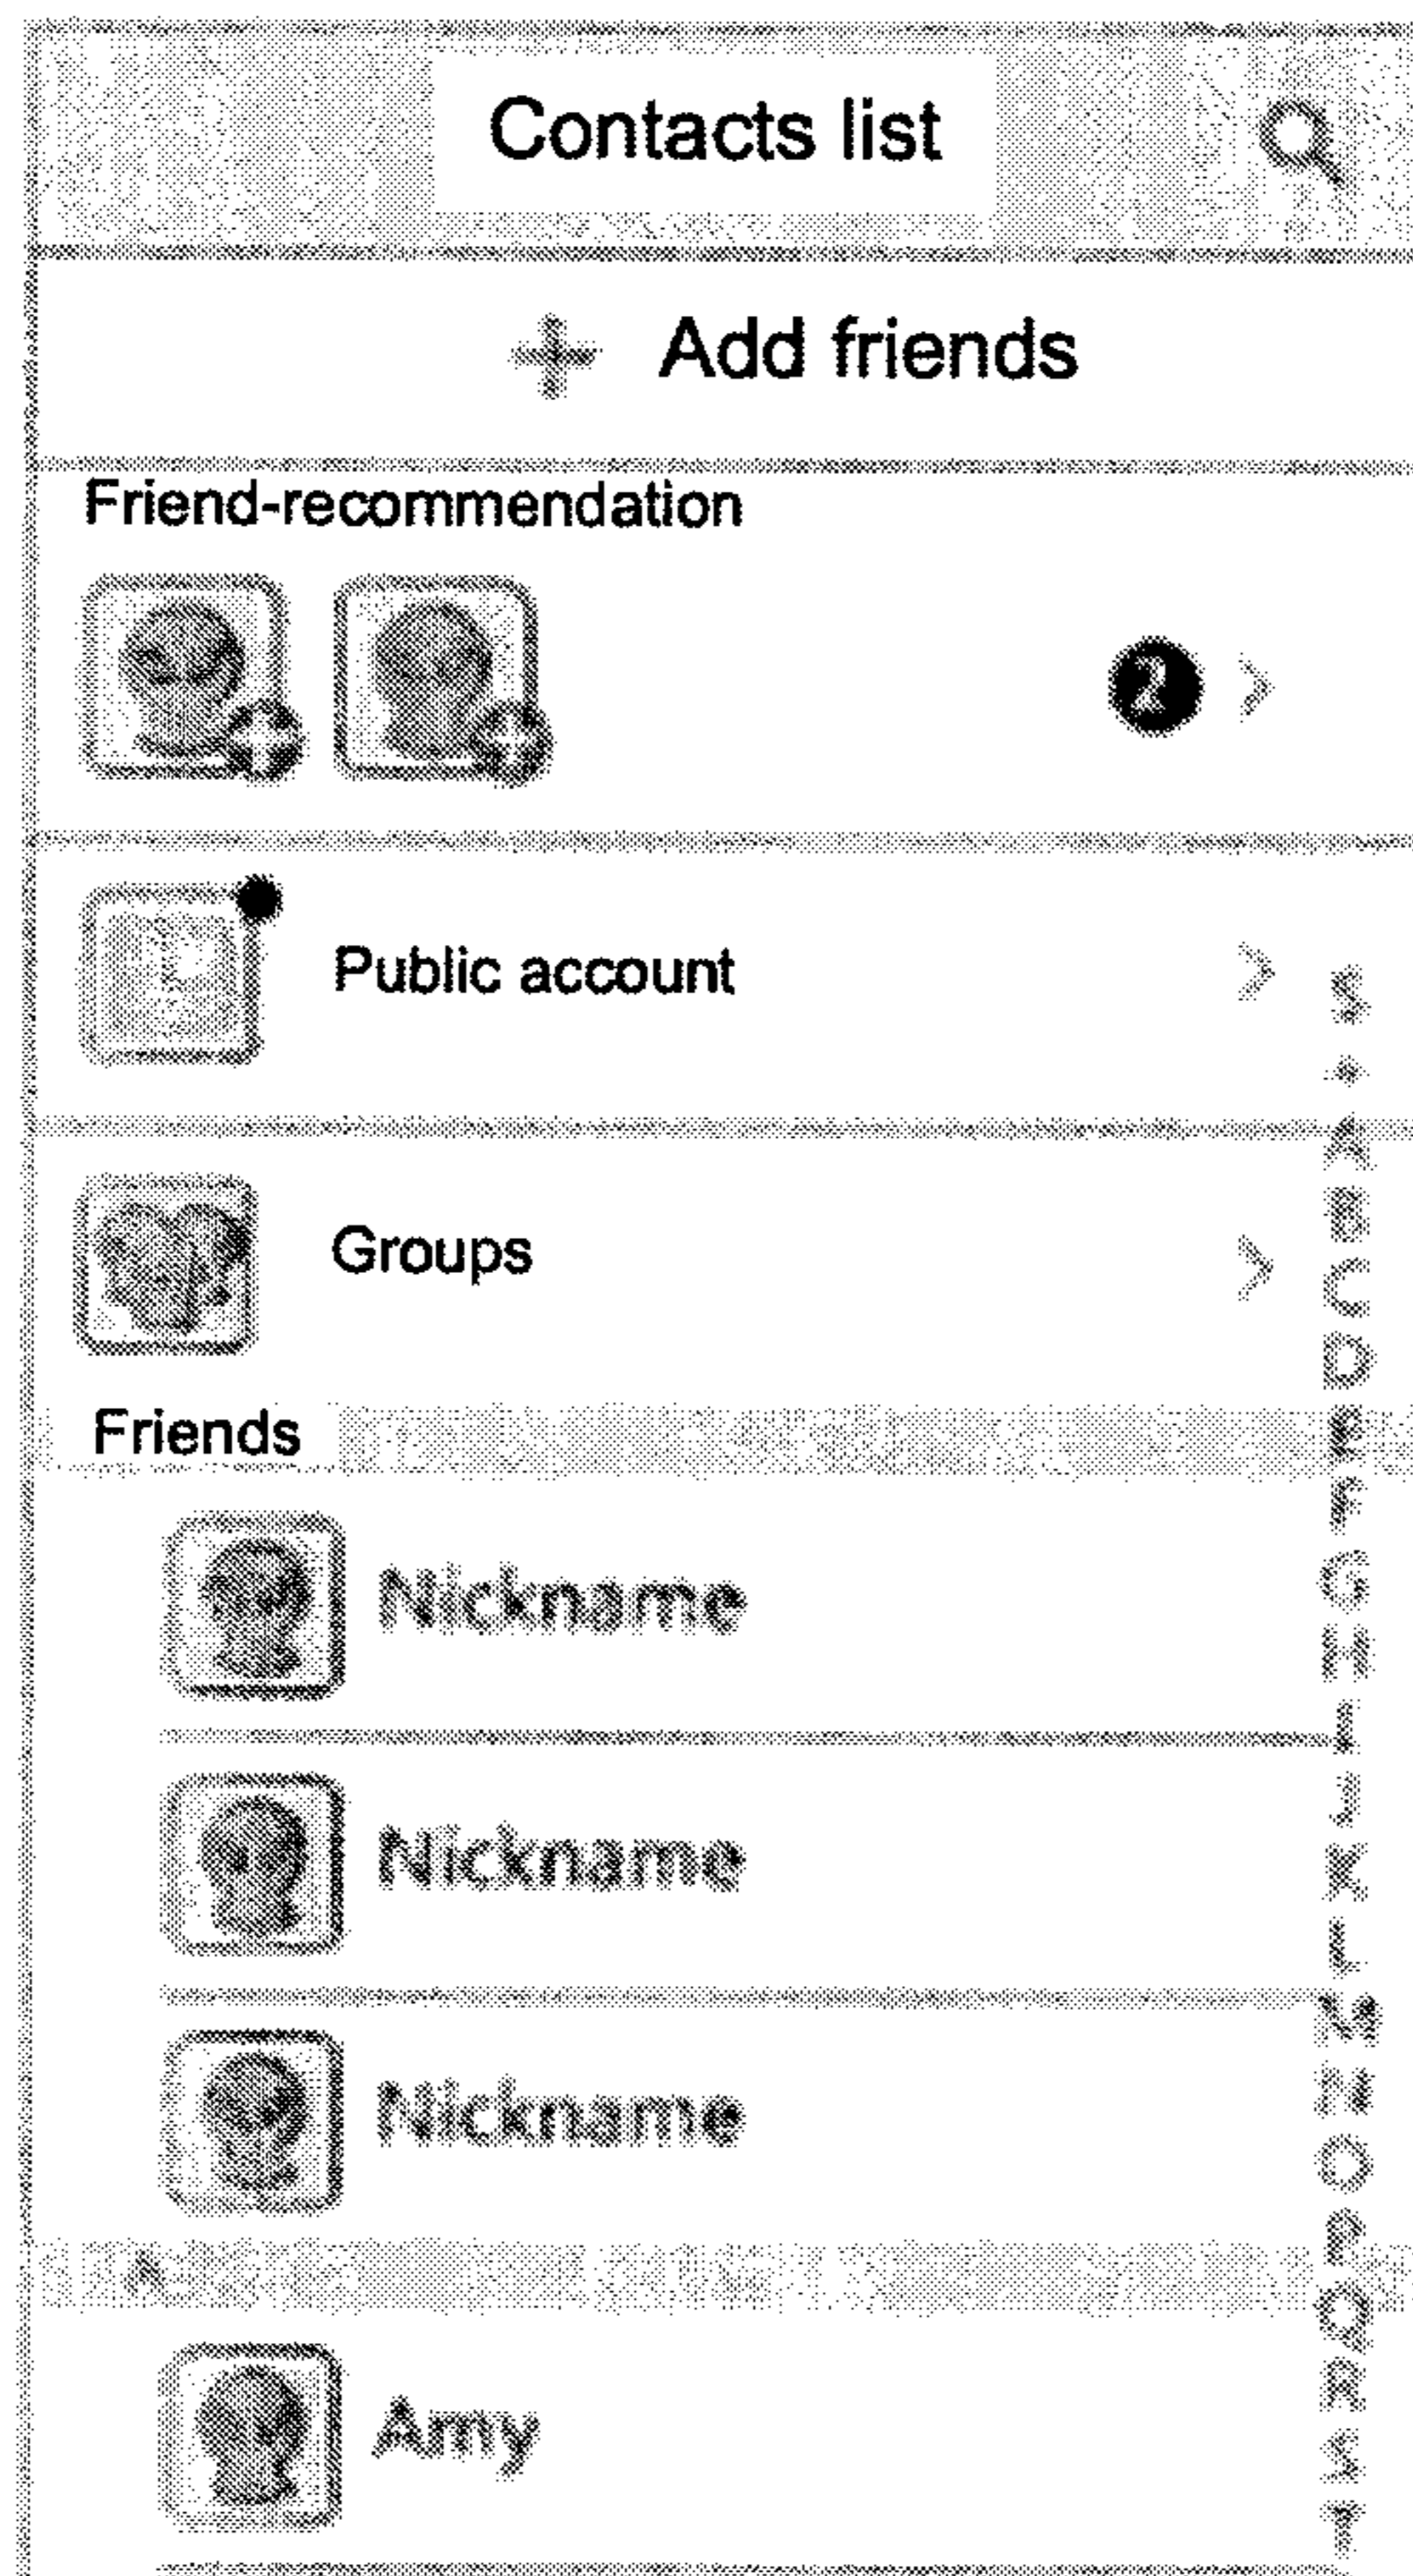 Contacts list
Add friends
Friend-recommendation
2
Public account
Groups
Friends
Nickname
Nickname
Nickname
A
Amy
S
A
B
C
D
E
F
G
H
I
J
K
L
M
N
O
P
Q
R
S
T